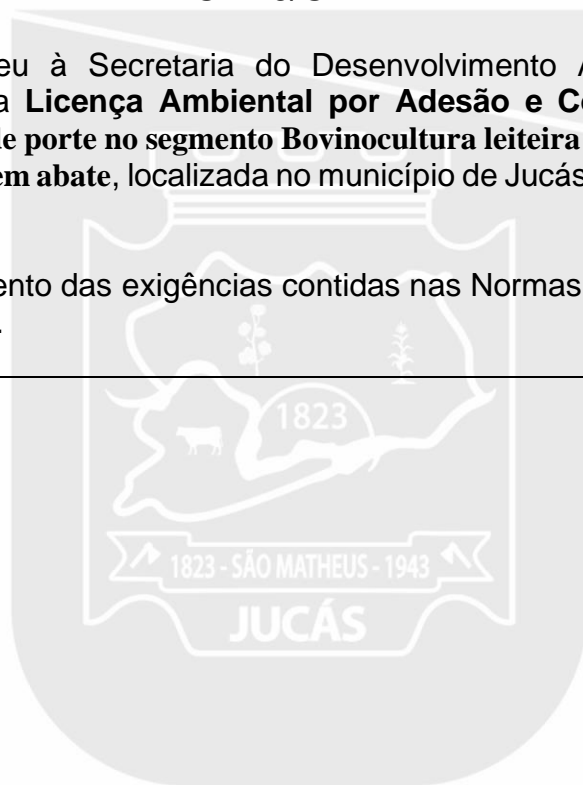 eu à Secretaria do Desenvolvimento
a Licença Ambiental por Adesão e
de porte no segmento Bovinocultura leiteira
em abate, localizada no município de Jucás
ento das exigências contidas nas Normas
.
1823
1823 - SÃO MATHEUS - 1943
JUCÁS